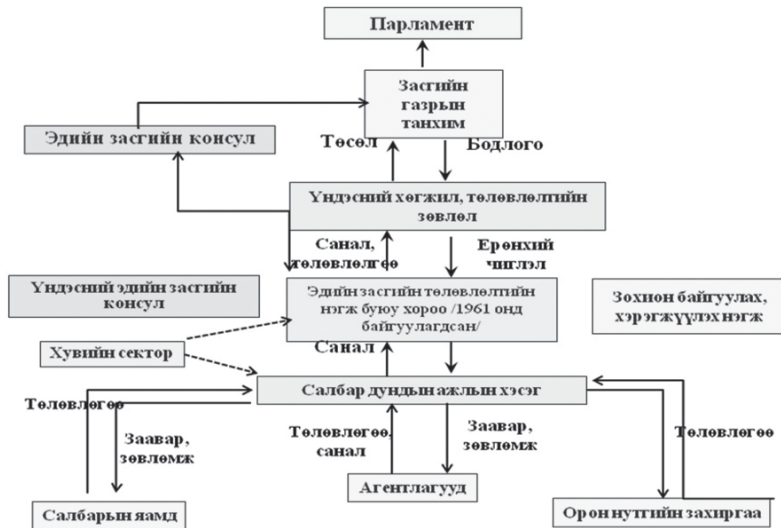 Парламент
Засгийн
газрын
танхим
Эдийн засгийн консул
Төсөл
Бодлого
Үндэсний хөгжил, төлөвлөлтийн
зөвлөл
Санал,
төлөвлөлтгөө
Ерөнхий
чиглэл
Үндэсний эдийн засгийн
консул
Эдийн засгийн төлөвлөлтийн
нэгж буюу хороо /1961 онд
байгуулагдсан/
Зохион байгуулах,
хэрэгжүүлэх нэгж
Хувийн сектор
Санал
Салбар дундын ажлын хэсэг
Төлөвлөгөө
Заавар,
зөвлөмж
Төлөвлөгөө,
санал
Заавар,
зөвлөмж
Төлөвлөгөө
Салбарын яамд
Агентлагууд
Орон нутгийн захиргаа